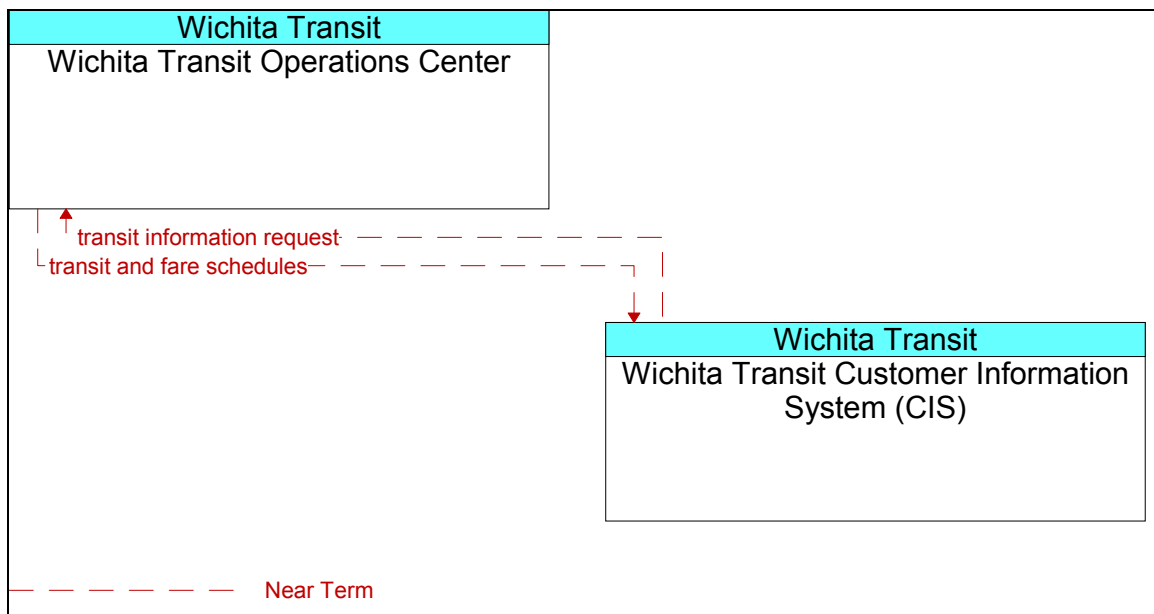 Wichita Transit
Wichita Transit Operations Center
transit information request
transit and fare schedules
Wichita Transit
Wichita Transit Customer Information
System (CIS)
Near Term